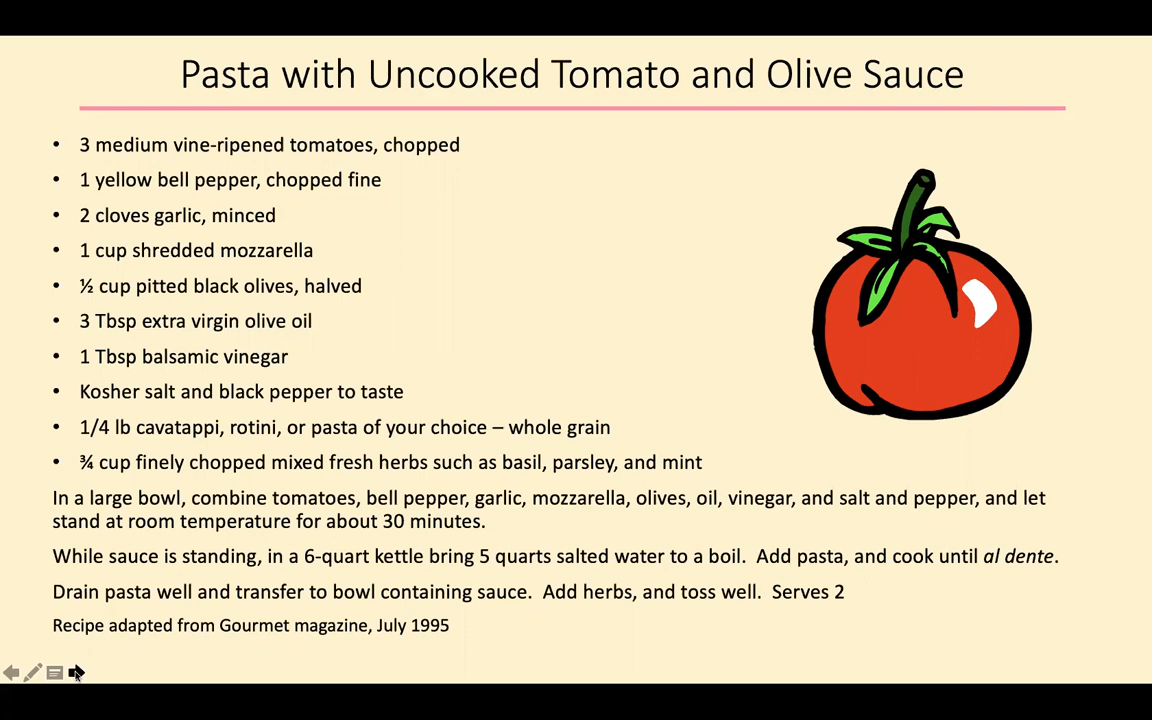 Pasta with Uncooked Tomato and Olive Sauce
• 3 medium vine-ripened tomatoes, chopped
• 1 yellow bell pepper, chopped fine
• 2 cloves garlic, minced
• 1 cup shredded mozzarella
• ½ cup pitted black olives, halved
• 3 Tbsp extra virgin olive oil
• 1 Tbsp balsamic vinegar
• Kosher salt and black pepper to taste
• 1/4 lb cavatappi, rotini, or pasta of your choice – whole grain
• ¾ cup finely chopped mixed fresh herbs such as basil, parsley, and mint
In a large bowl, combine tomatoes, bell pepper, garlic, mozzarella, olives, oil, vinegar, and salt and pepper, and let
stand at room temperature for about 30 minutes.
While sauce is standing, in a 6-quart kettle bring 5 quarts salted water to a boil.  Add pasta, and cook until al dente.
Drain pasta well and transfer to bowl containing sauce.  Add herbs, and toss well.  Serves 2
Recipe adapted from Gourmet magazine, July 1995